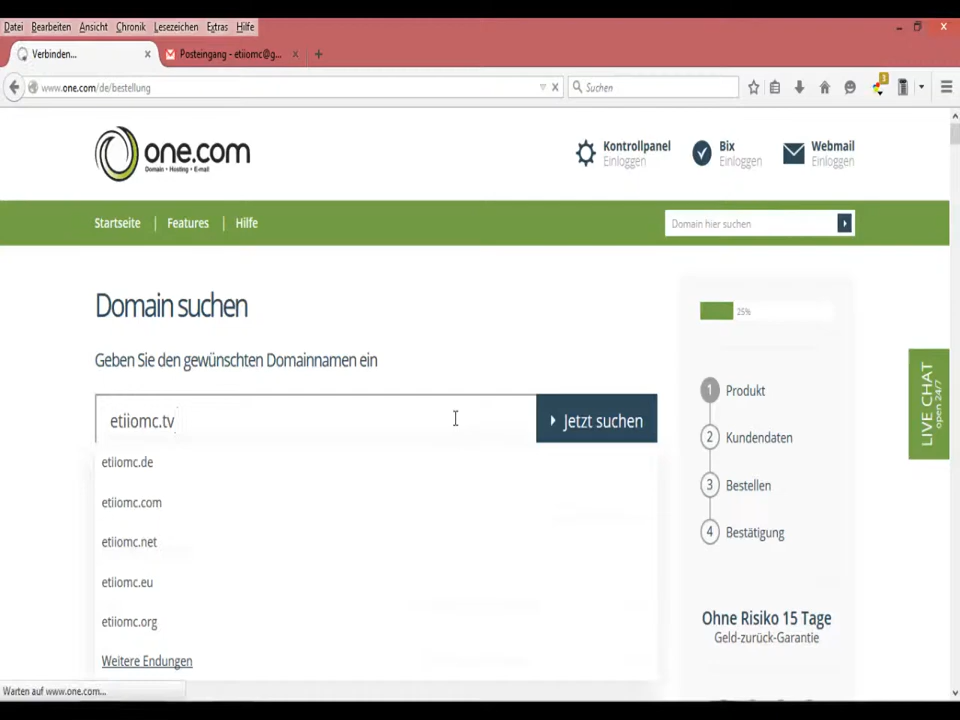 Datei Bearbeiten Ansicht Chronik Lesezeichen Extras Hilfe
Verbinden...
Posteingang - etiiomc@g...
www.one.com/de/bestellung
Suchen
3
one.com
Domain • Hosting • E-mail
Kontrollpanel
Einloggen
Bix
Einloggen
Webmail
Einloggen
Startseite | Features | Hilfe
Domain hier suchen
Domain suchen
Geben Sie den gewünschten Domainnamen ein
etiiomc.tv
Jetzt suchen
etiiomc.de
etiiomc.com
etiiomc.net
etiiomc.eu
etiiomc.org
Weitere Endungen
25%
1 Produkt
2 Kundendaten
3 Bestellen
4 Bestätigung
Ohne Risiko 15 Tage
Geld-zurück-Garantie
LIVE CHAT
open 24/7
Warten auf www.one.com...